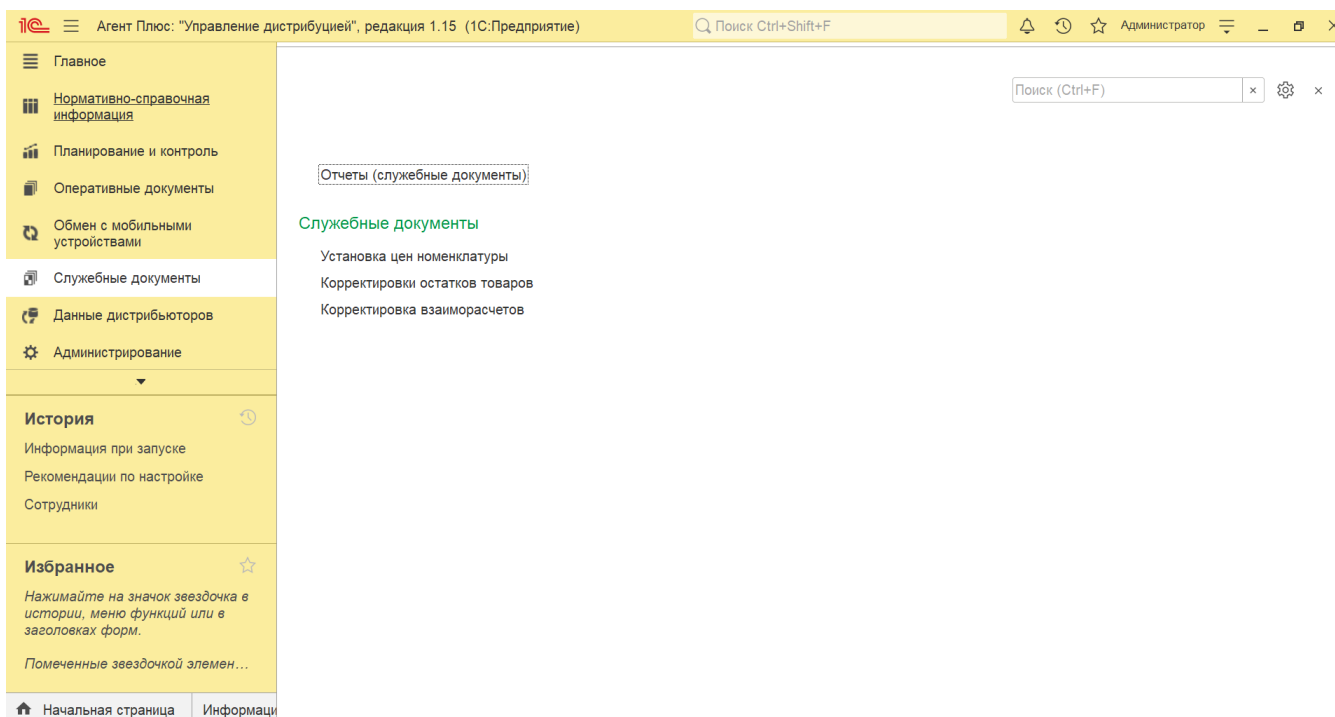 1С Агент Плюс: "Управление дистрибуцией", редакция 1.15 (1С:Предприятие)
Поиск Ctrl+Shift+F
Администратор
Главное
Нормативно-справочная
информация
Планирование и контроль
Оперативные документы
Обмен с мобильными
устройствами
Служебные документы
Данные дистрибьюторов
Администрирование
История
Информация при запуске
Рекомендации по настройке
Сотрудники
Избранное
Нажимайте на значок звездочка в
истории, меню функций или в
заголовках форм.
Помеченные звездочкой элемен...
Начальная страница
Информаци
Поиск (Ctrl+F)
Отчеты (служебные документы)
Служебные документы
Установка цен номенклатуры
Корректировки остатков товаров
Корректировка взаиморасчетов